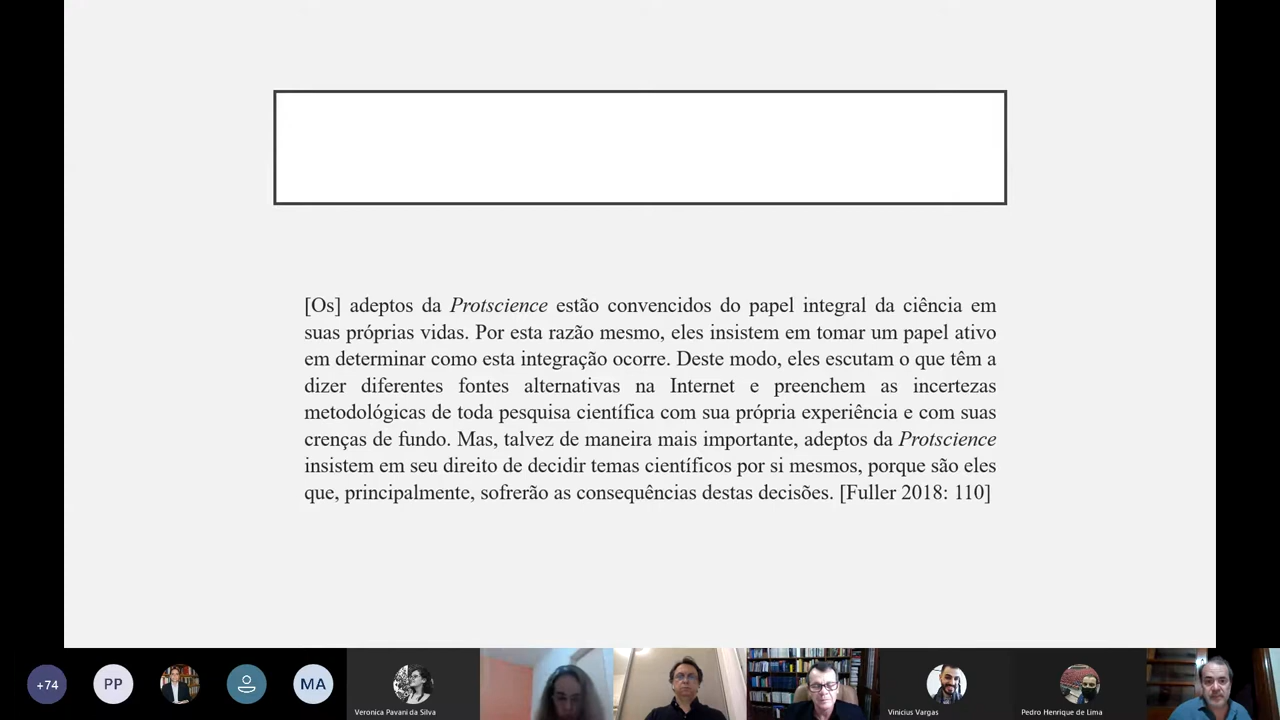 [Os] adeptos da Protscience estão convencidos do papel integral da ciência em
suas próprias vidas. Por esta razão mesmo, eles insistem em tomar um papel ativo
em determinar como esta integração ocorre. Deste modo, eles escutam o que têm a
dizer diferentes fontes alternativas na Internet e preenchem as incertezas
metodológicas de toda pesquisa científica com sua própria experiência e com suas
crenças de fundo. Mas, talvez de maneira mais importante, adeptos da Protscience
insistem em seu direito de decidir temas científicos por si mesmos, porque são eles
que, principalmente, sofrerão as consequências destas decisões. [Fuller 2018: 110]
+74
PP
MA
Veronica Pavani da Silva
Vinicius Vargas
Pedro Henrique de Lima